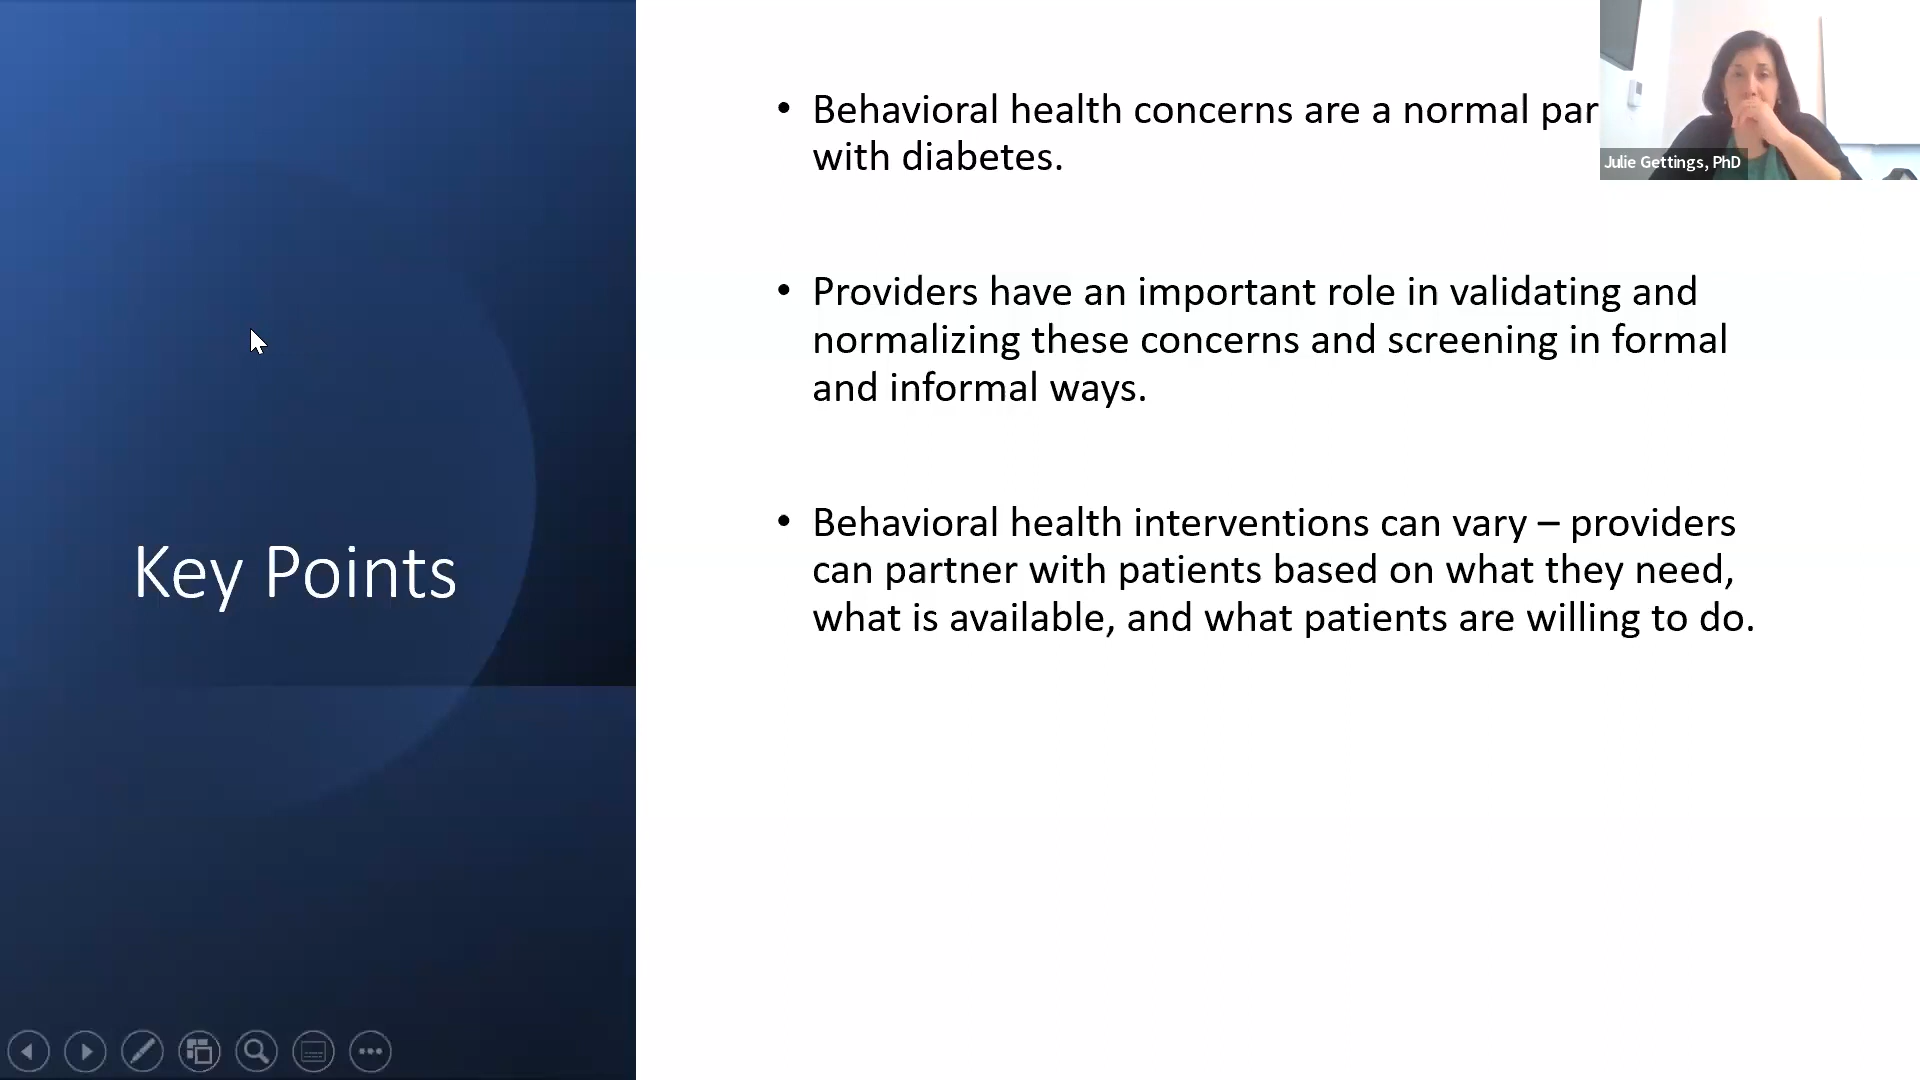 • Behavioral health concerns are a normal par
with diabetes.
• Providers have an important role in validating and
normalizing these concerns and screening in formal
and informal ways.
• Behavioral health interventions can vary – providers
can partner with patients based on what they need,
what is available, and what patients are willing to do.
Key Points
Julie Gettings, PhD